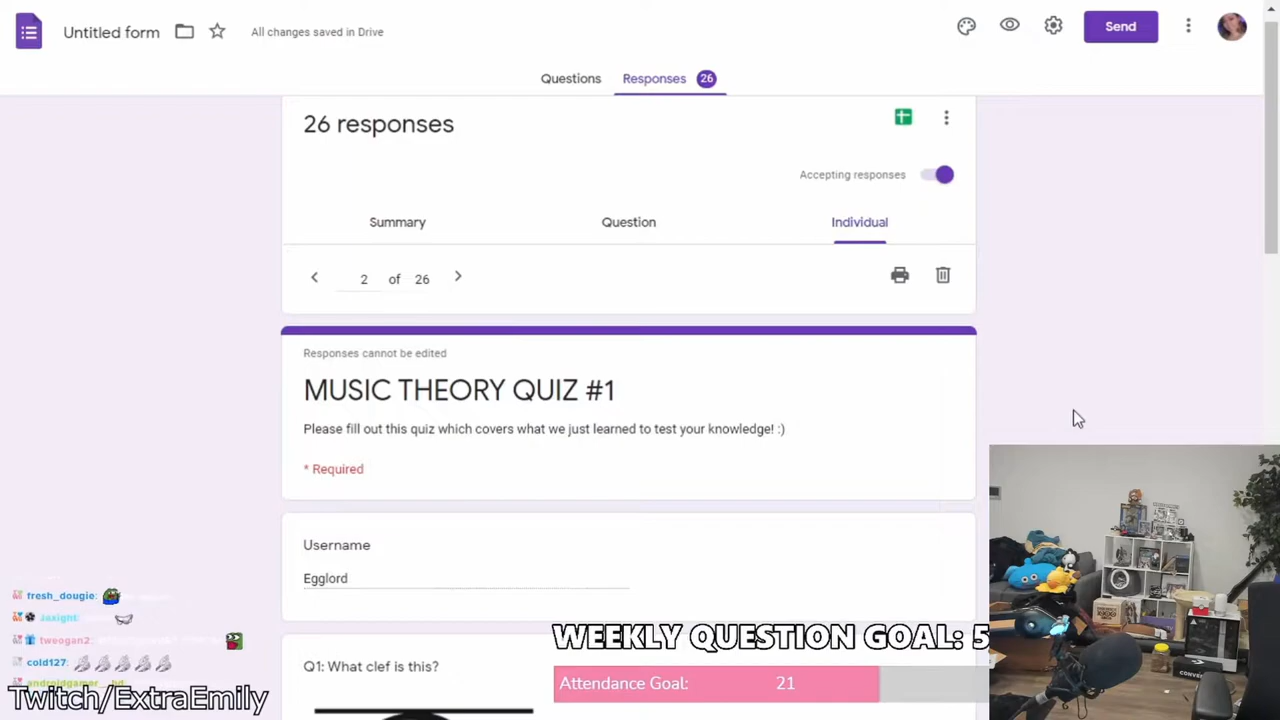 Untitled form
All changes saved in Drive
Send
Questions
Responses 26
26 responses
Accepting responses
Summary
Question
Individual
2 of 26
Responses cannot be edited
MUSIC THEORY QUIZ #1
Please fill out this quiz which covers what we just learned to test your knowledge! :)
* Required
Username
Egglord
Q1: What clef is this?
fresh_dougie:
Joxight:
tweogan2:
cold127:
Twitch/ExtraEmily
WEEKLY QUESTION GOAL: 5
Attendance Goal: 21